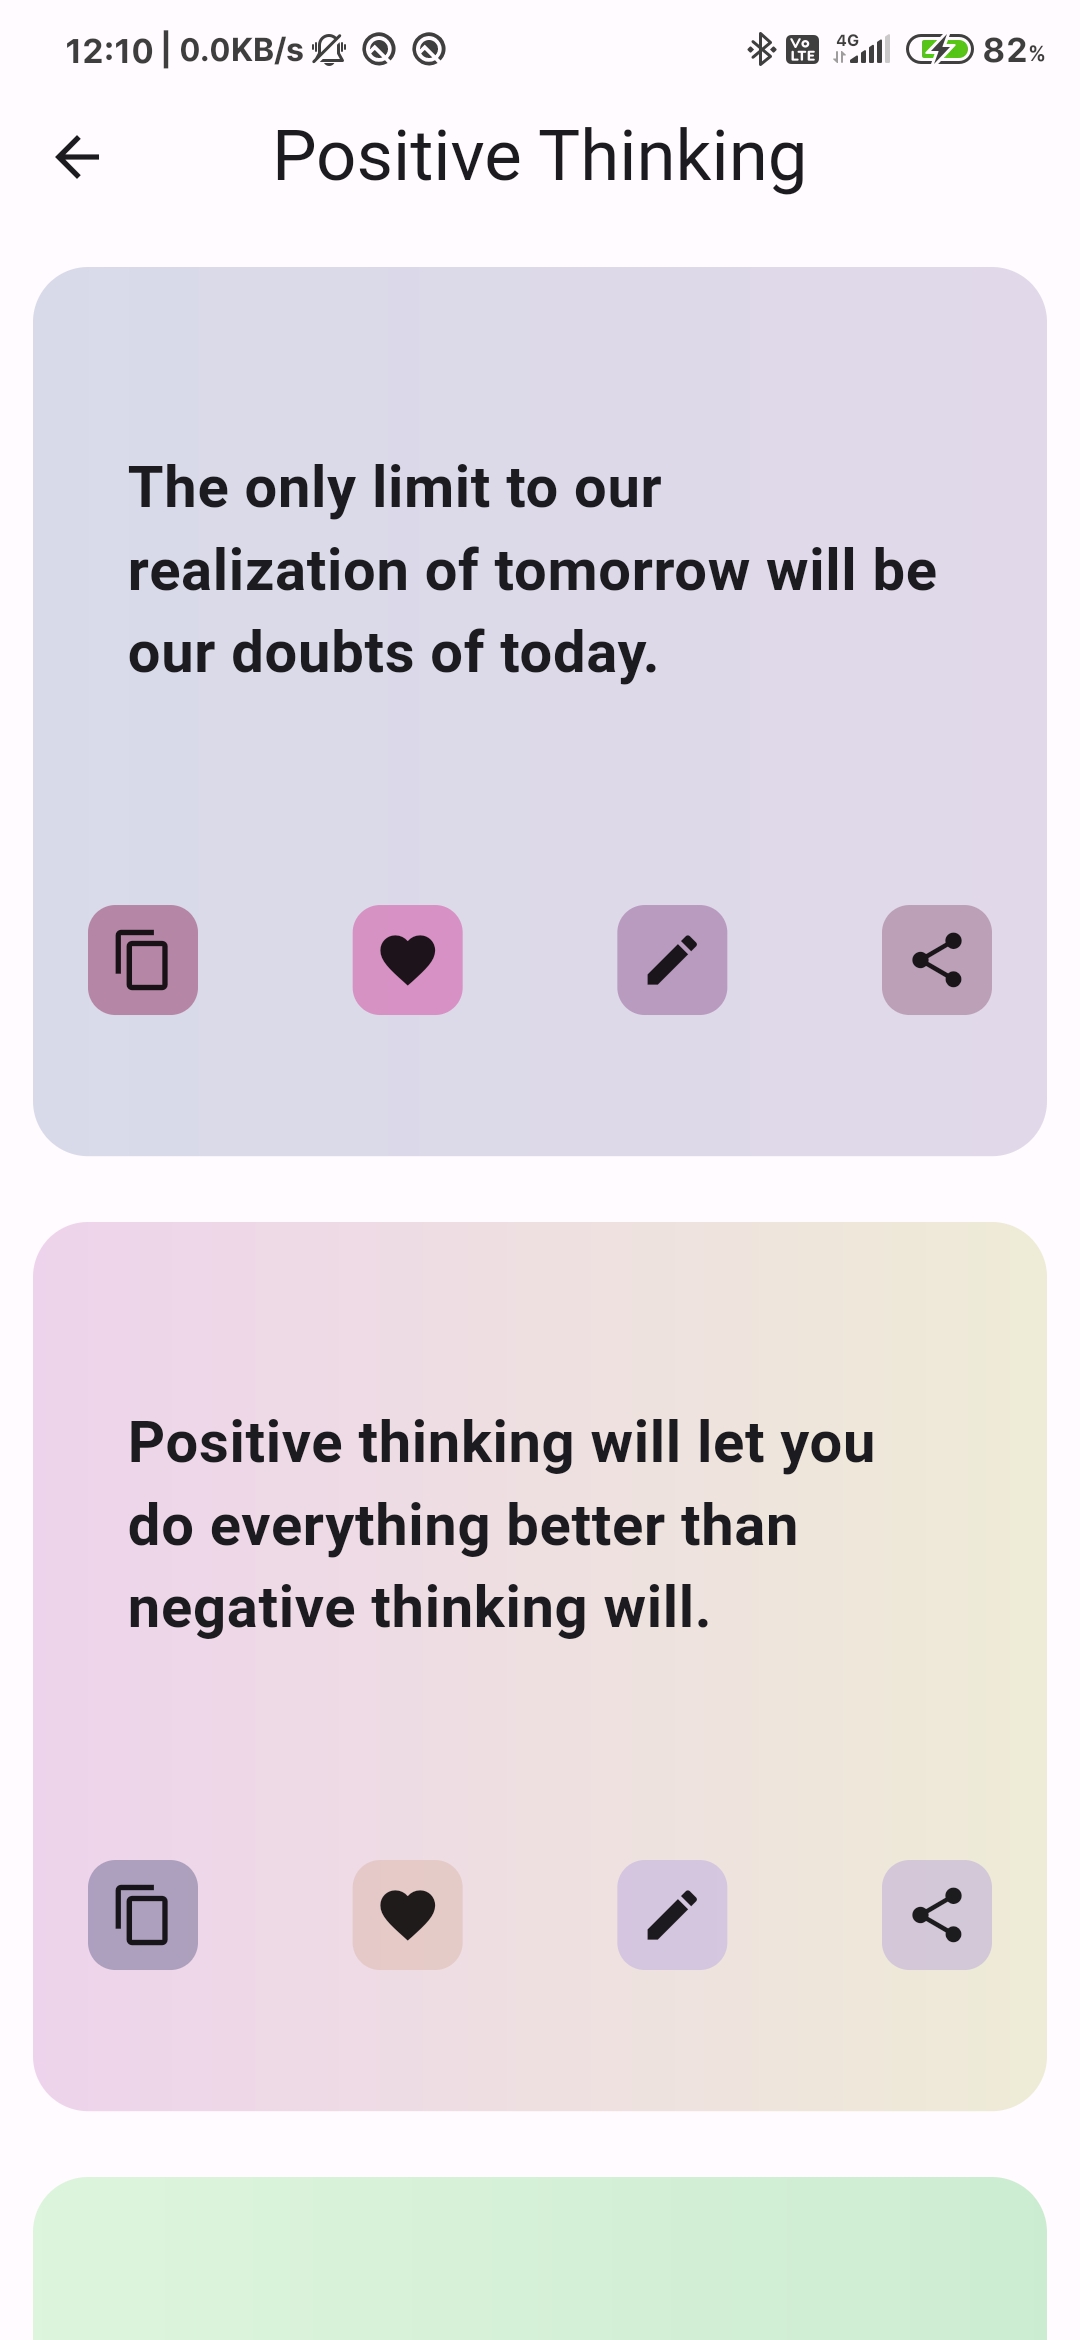 12:10 | 0.0KB/s
Vo LTE 4G 82%
Positive Thinking
The only limit to our
realization of tomorrow will be
our doubts of today.
Positive thinking will let you
do everything better than
negative thinking will.